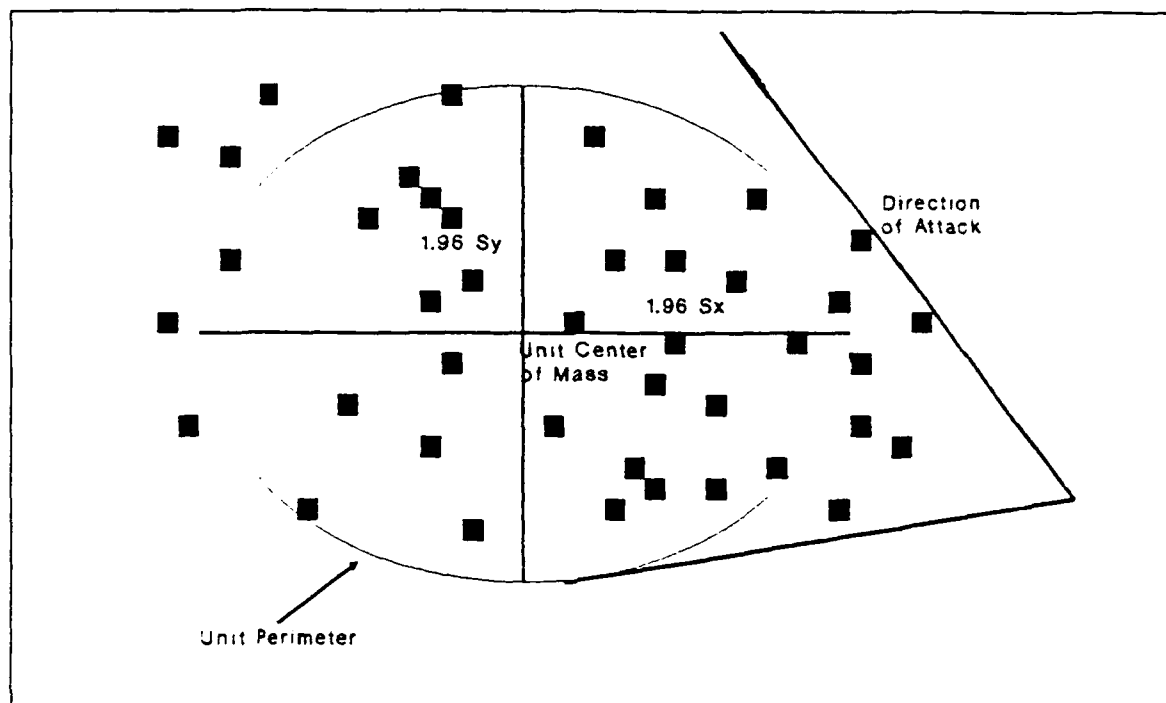 Direction
of Attack
1.96 Sy
1.96 Sx
Unit Center
of Mass
Unit Perimeter